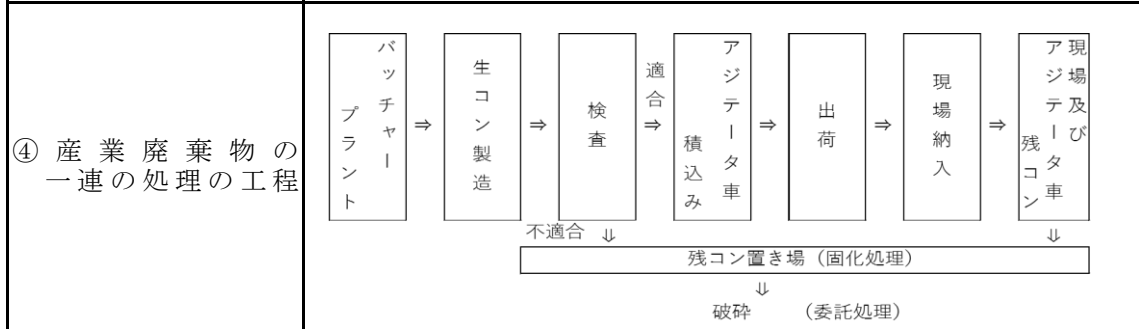 ④産業廃棄物の
一連の処理の工程
バッチャー
プラント
⇒
生コン製造
⇒
検査
適合
⇒
アジテータ車
積込み
⇒
出荷
⇒
現場納入
⇒
現場及び
アジテータ車
残コン
不適合 ⇓
⇓
残コン置き場（固化処理）
⇓
破砕 （委託処理）